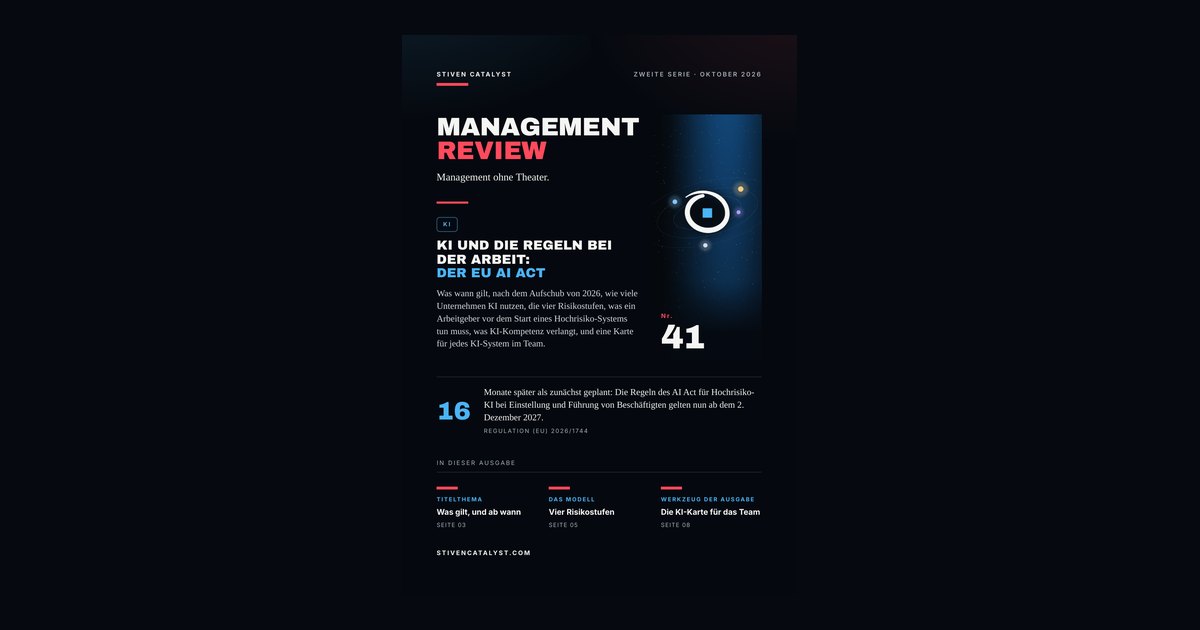 STIVEN CATALYST
ZWEITE SERIE · OKTOBER 2026
MANAGEMENT
REVIEW
Management ohne Theater.
KI
KI UND DIE REGELN BEI
DER ARBEIT:
DER EU AI ACT
Was wann gilt, nach dem Aufschub von 2026, wie viele
Unternehmen KI nutzen, die vier Risikostufen, was ein
Arbeitgeber vor dem Start eines Hochrisiko-Systems
tun muss, was KI-Kompetenz verlangt, und eine Karte
für jedes KI-System im Team.
Nr.
41
16
Monate später als zunächst geplant: Die Regeln des AI Act für Hochrisiko-
KI bei Einstellung und Führung von Beschäftigten gelten nun ab dem 2.
Dezember 2027.
REGULATION (EU) 2026/1744
IN DIESER AUSGABE
TITELTHEMA
Was gilt, und ab wann
SEITE 03
DAS MODELL
Vier Risikostufen
SEITE 05
WERKZEUG DER AUSGABE
Die KI-Karte für das Team
SEITE 08
STIVENCATALYST.COM